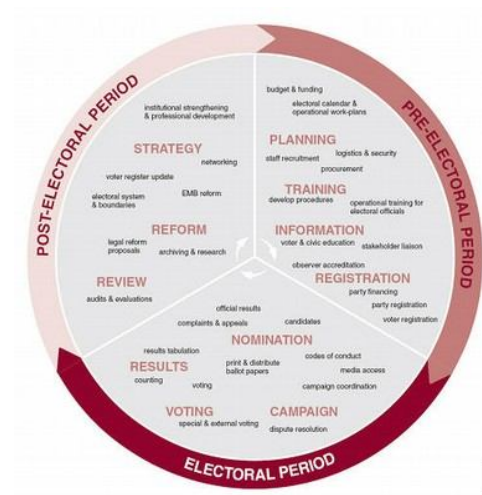 POST-ELECTORAL PERIOD
institutional strengthening
& professional development
STRATEGY
networking
voter register update
electoral system
& boundaries
EMB reform
REFORM
legal reform
proposals
archiving & research
REVIEW
audits & evaluations
PRE-ELECTORAL PERIOD
budget & funding
electoral calendar &
operational work-plans
PLANNING
logistics & security
staff recruitment
procurement
TRAINING
develop procedures
operational training for
electoral officials
INFORMATION
voter & civic education
stakeholder liaison
observer accreditation
REGISTRATION
party financing
party registration
voter registration
official results
complaints & appeals
candidates
NOMINATION
results tabulation
codes of conduct
print & distribute
ballot papers
RESULTS
media access
counting
voting
campaign coordination
VOTING
CAMPAIGN
special & external voting
dispute resolution
ELECTORAL PERIOD